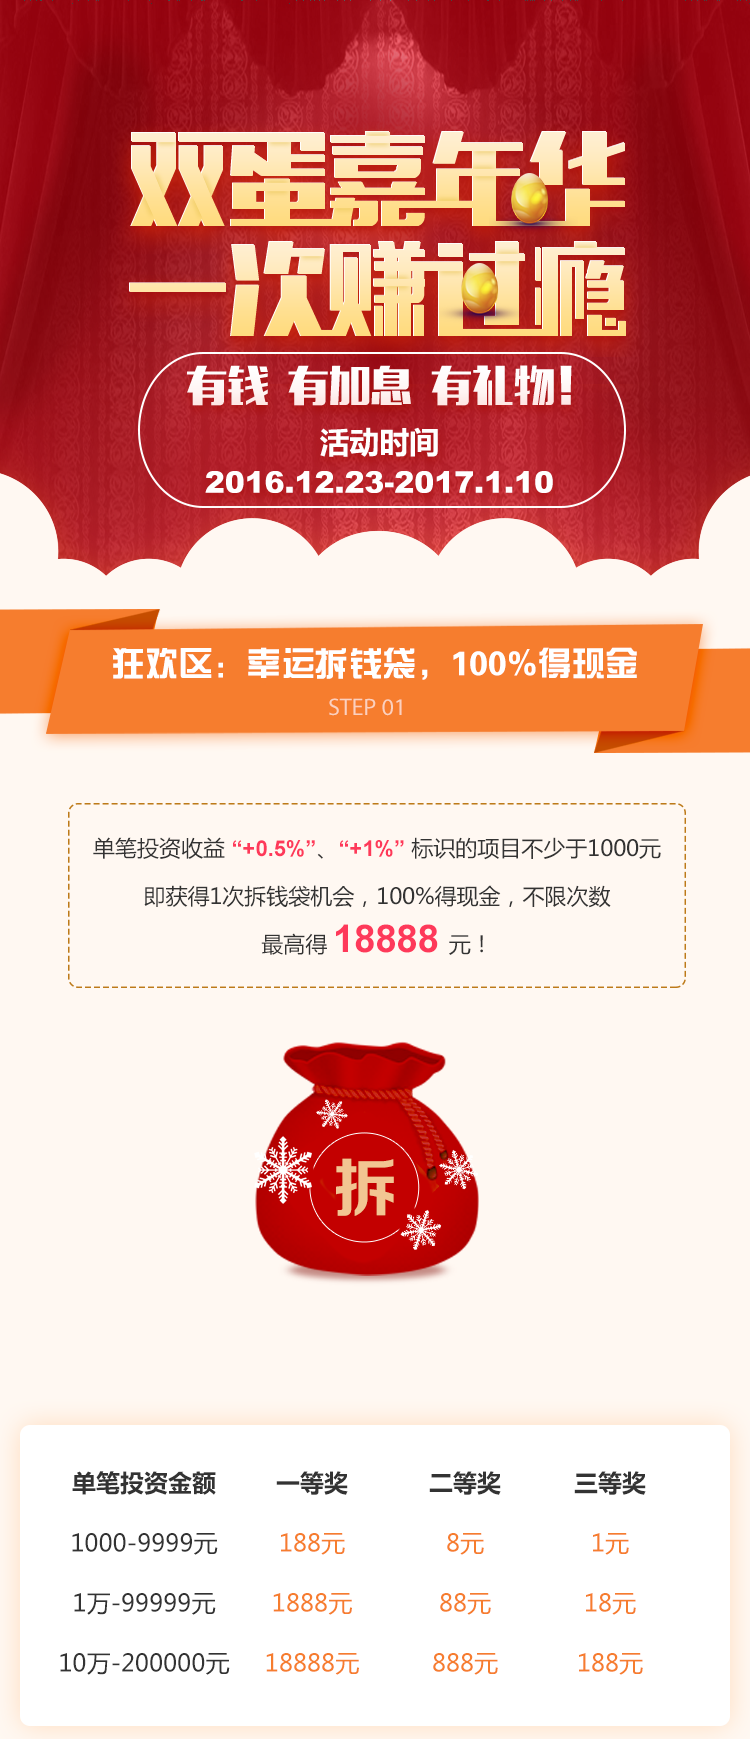 双蛋嘉年华
一次赚过瘾
有钱 有加息 有礼物!
活动时间
2016.12.23-2017.1.10
狂欢区：幸运拆钱袋，100%得现金
STEP 01
单笔投资收益 “+0.5%”、“+1%” 标识的项目不少于1000元
即获得1次拆钱袋机会，100%得现金，不限次数
最高得 18888 元！
拆
单笔投资金额 一等奖 二等奖 三等奖
1000-9999元 188元 8元 1元
1万-99999元 1888元 88元 18元
10万-200000元 18888元 888元 188元